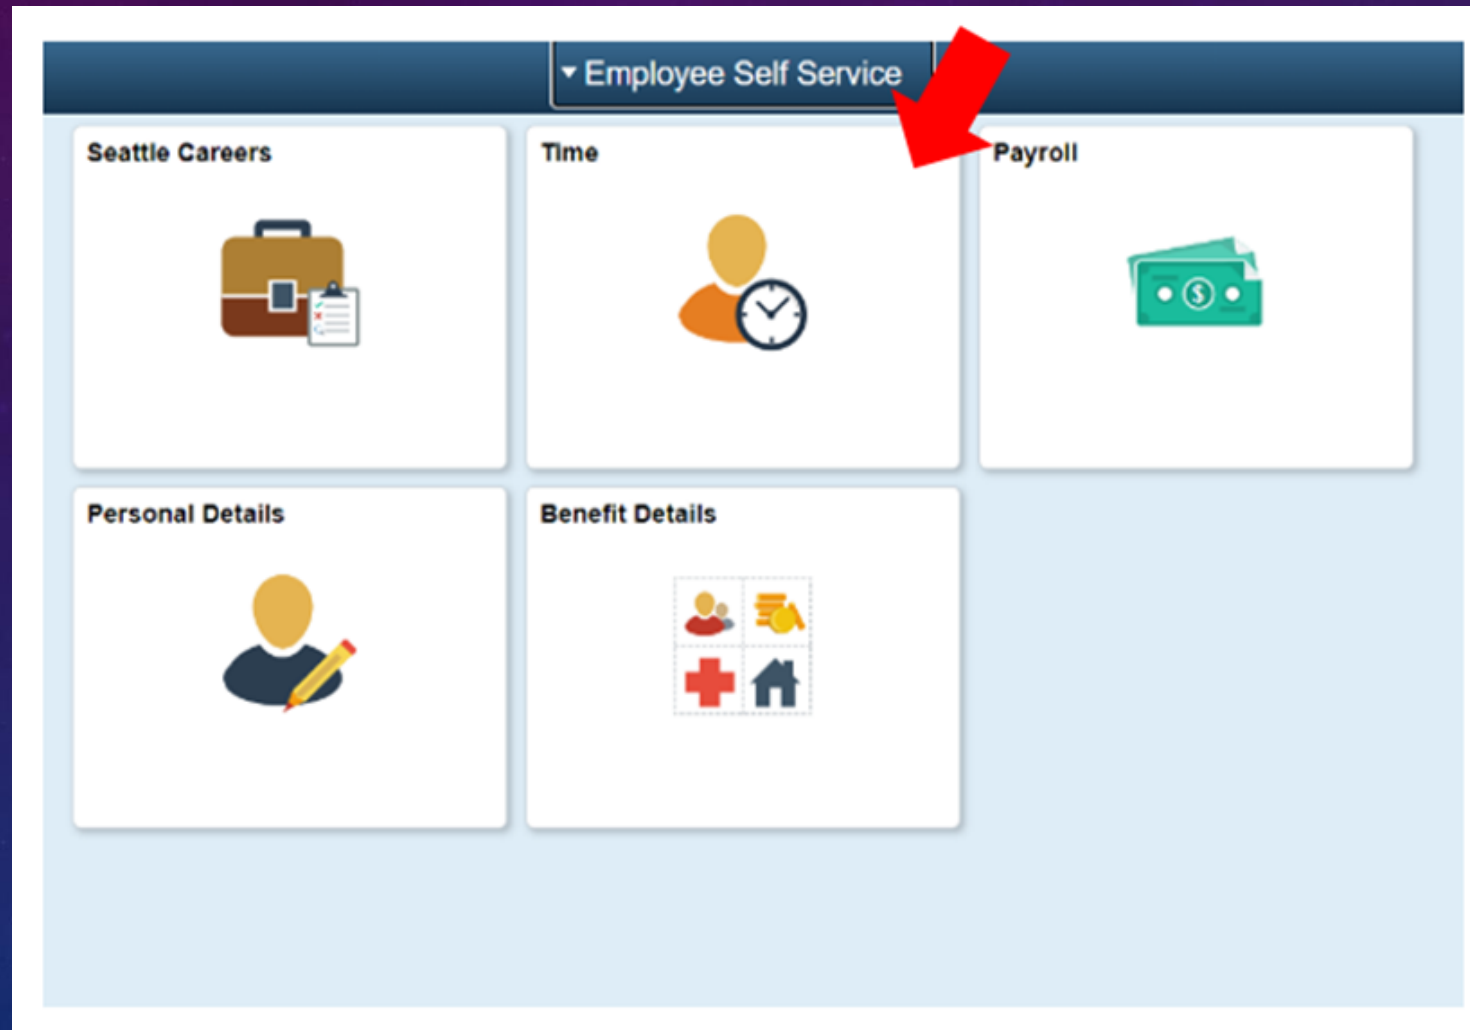 Employee Self Service
Seattle Careers
Time
Payroll
$
Personal Details
Benefit Details